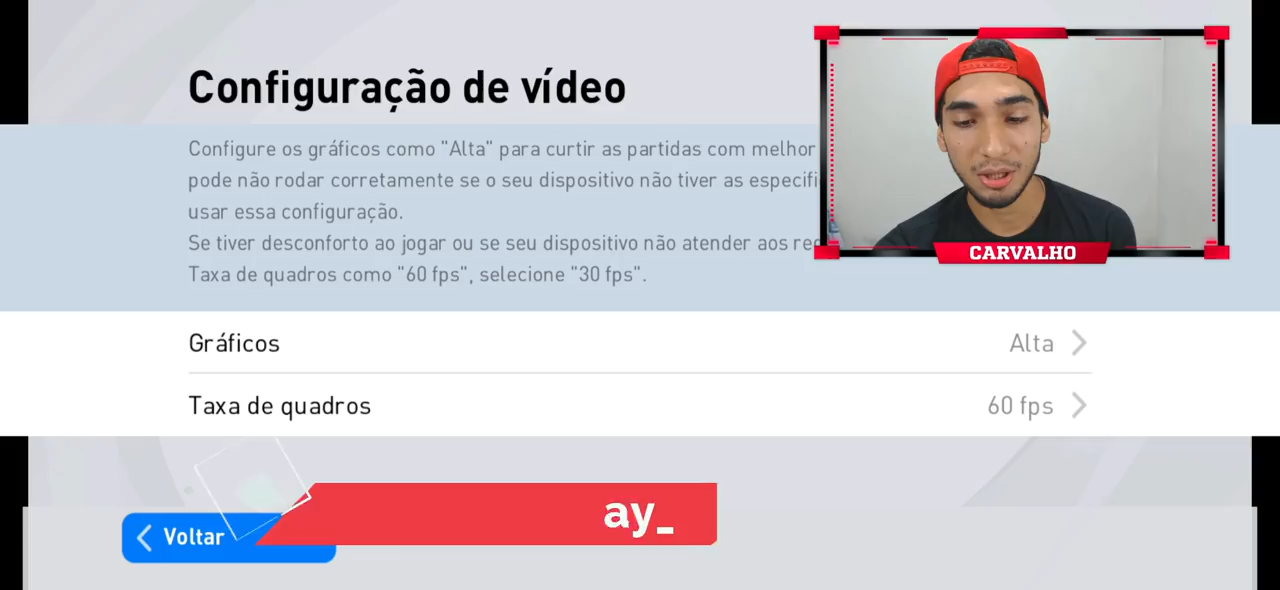 Configuração de vídeo
Configure os gráficos como "Alta" para curtir as partidas com melhor
pode não rodar corretamente se o seu dispositivo não tiver as
usar essa configuração.
Se tiver desconforto ao jogar ou se seu dispositivo não atender aos
Taxa de quadros como "60 fps", selecione "30 fps".
CARVALHO
Gráficos
Alta
Taxa de quadros
60 fps
ay_
Voltar